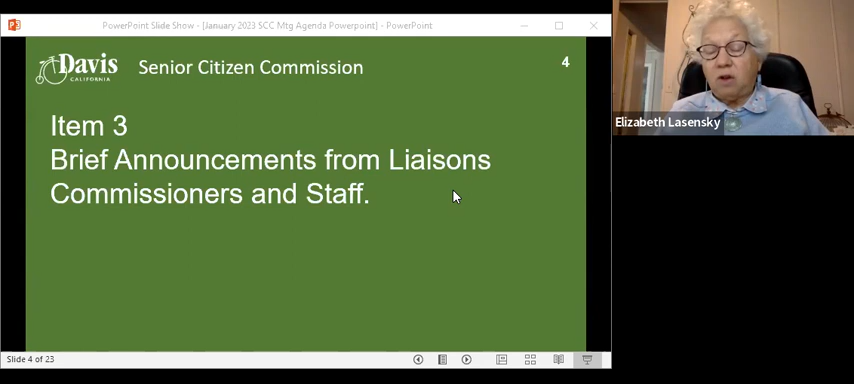 PowerPoint Slide Show - [January 2023 SCC Mtg Agenda Powerpoint] - PowerPoint
Davis
CALIFORNIA
Senior Citizen Commission
4
Item 3
Brief Announcements from Liaisons
Commissioners and Staff.
Slide 4 of 23
Elizabeth Lasensky